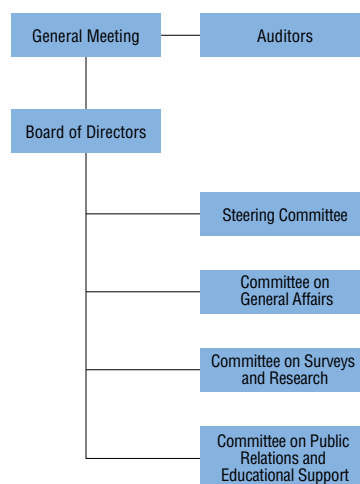 General Meeting
Auditors
Board of Directors
Steering Committee
Committee on
General Affairs
Committee on Surveys
and Research
Committee on Public
Relations and
Educational Support